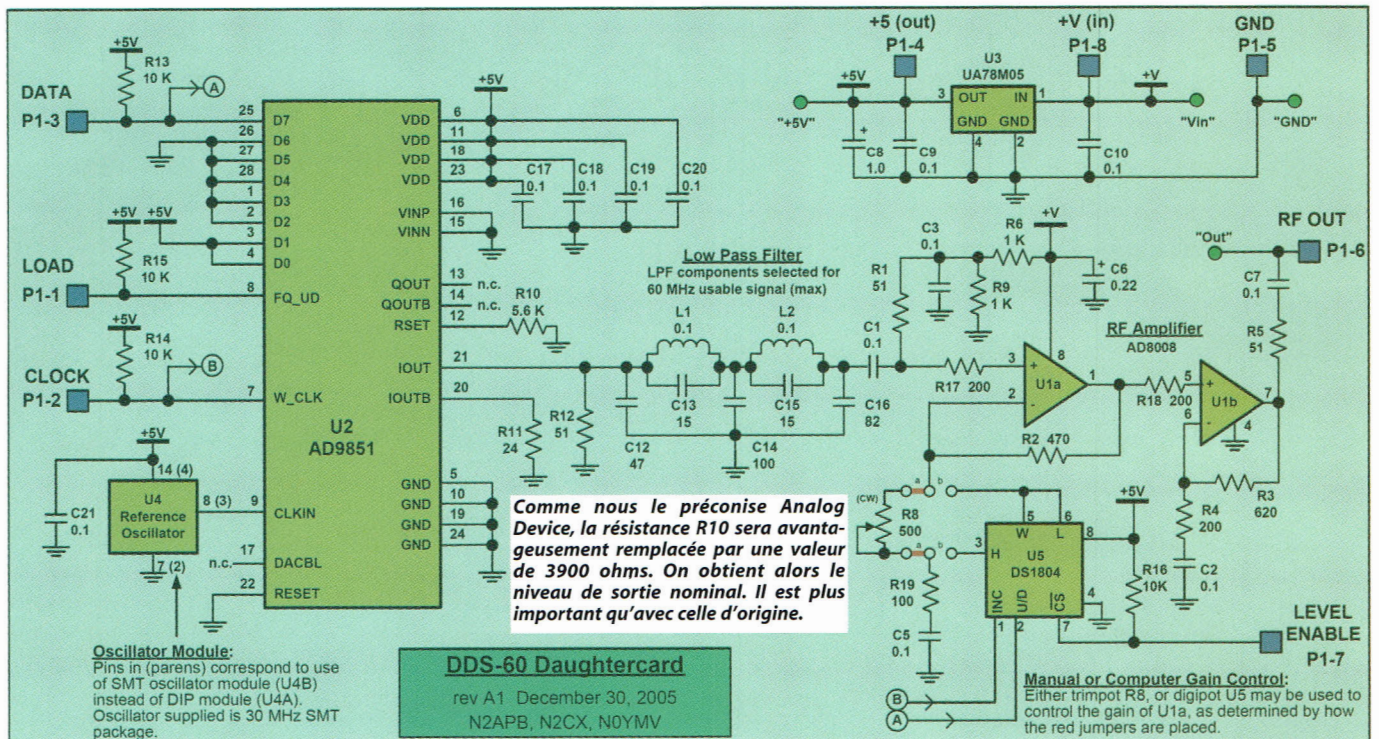 +5 (out)
P1-4
+V (in)
P1-8
GND
P1-5
+5V
R13
10 K
A
DATA
P1-3
25
D7
26
D6
27
D5
28
D4
1
D3
2
D2
3
D1
4
D0
+5V
+5V
R15
10 K
LOAD
P1-1
8
FQ_UD
+5V
R14
10 K
B
CLOCK
P1-2
7
W_CLK
U2
AD9851
+5V
14 (4)
U4
Reference
Oscillator
8 (3)
9
CLKIN
7 (2)
C21
0.1
n.c.
17
DACBL
22
RESET
+5V
VDD
6
VDD
11
VDD
18
VDD
23
C17
0.1
C18
0.1
C19
0.1
C20
0.1
VINP
16
VINN
15
QOUT
13
n.c.
QOUTB
14
n.c.
RSET
12
R10
5.6 K
IOUT
21
IOUTB
20
R11
24
R12
51
GND
5
GND
10
GND
19
GND
24
Low Pass Filter
LPF components selected for
60 MHz usable signal (max)
L1
0.1
L2
0.1
C13
15
C15
15
C12
47
C14
100
C16
82
C1
0.1
+5V
"+5V"
3
OUT
U3
UA78M05
IN
1
GND
GND
4
2
C8
1.0
+
C9
0.1
C10
0.1
+V
"Vin"
"GND"
R1
51
C3
0.1
R6
1 K
R9
1 K
+V
+
C6
0.22
R17
200
3
+
2
-
8
U1a
1
R2 470
RF Amplifier
AD8008
R18
200
5
+
6
-
U1b
7
4
R3
620
R4
200
C2
0.1
R5
51
C7
0.1
"Out"
RF OUT
P1-6
(CW)
R8
500
a
b
a
b
R19
100
C5
0.1
3
H
5
W
6
L
8
U5
DS1804
INC
U/D
CS
1
2
7
4
+5V
R16
10K
LEVEL
ENABLE
P1-7
B
A
Comme nous le préconise Analog
Device, la résistance R10 sera avanta-
geusement remplacée par une valeur
de 3900 ohms. On obtient alors le
niveau de sortie nominal. Il est plus
important qu'avec celle d'origine.
Oscillator Module:
Pins in (parens) correspond to use
of SMT oscillator module (U4B)
instead of DIP module (U4A).
Oscillator supplied is 30 MHz SMT
package.
DDS-60 Daughtercard
rev A1 December 30, 2005
N2APB, N2CX, N0YMV
Manual or Computer Gain Control:
Either trimpot R8, or digipot U5 may be used to
control the gain of U1a, as determined by how
the red jumpers are placed.